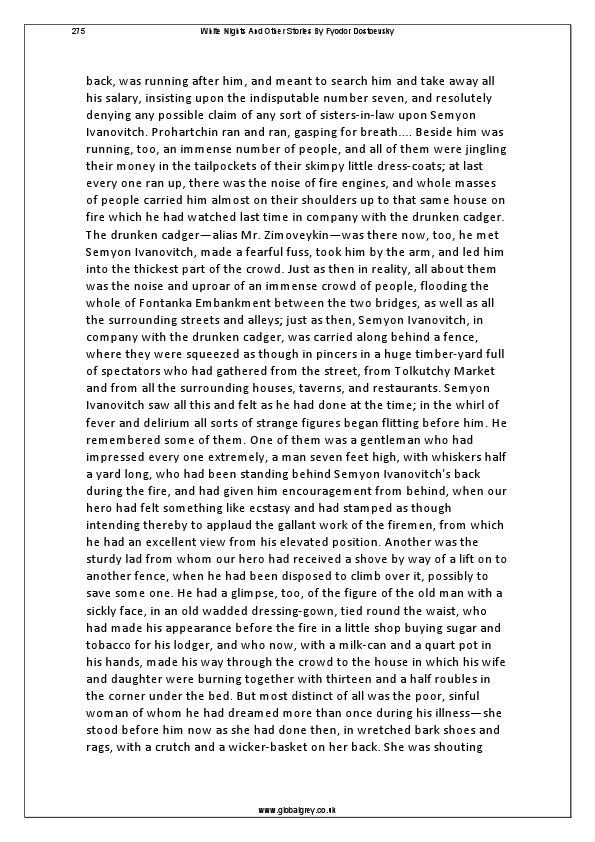 275
White Nights And Other Stories By Fyodor Dostoevsky
back, was running after him, and meant to search him and take away all
his salary, insisting upon the indisputable number seven, and resolutely
denying any possible claim of any sort of sisters-in-law upon Semyon
Ivanovitch. Prohartchin ran and ran, gasping for breath.... Beside him was
running, too, an immense number of people, and all of them were jingling
their money in the tailpockets of their skimpy little dress-coats; at last
every one ran up, there was the noise of fire engines, and whole masses
of people carried him almost on their shoulders up to that same house on
fire which he had watched last time in company with the drunken cadger.
The drunken cadger—alias Mr. Zimoveykin—was there now, too, he met
Semyon Ivanovitch, made a fearful fuss, took him by the arm, and led him
into the thickest part of the crowd. Just as then in reality, all about them
was the noise and uproar of an immense crowd of people, flooding the
whole of Fontanka Embankment between the two bridges, as well as all
the surrounding streets and alleys; just as then, Semyon Ivanovitch, in
company with the drunken cadger, was carried along behind a fence,
where they were squeezed as though in pincers in a huge timber-yard full
of spectators who had gathered from the street, from Tolkutchy Market
and from all the surrounding houses, taverns, and restaurants. Semyon
Ivanovitch saw all this and felt as he had done at the time; in the whirl of
fever and delirium all sorts of strange figures began flitting before him. He
remembered some of them. One of them was a gentleman who had
impressed every one extremely, a man seven feet high, with whiskers half
a yard long, who had been standing behind Semyon Ivanovitch's back
during the fire, and had given him encouragement from behind, when our
hero had felt something like ecstasy and had stamped as though
intending thereby to applaud the gallant work of the firemen, from which
he had an excellent view from his elevated position. Another was the
sturdy lad from whom our hero had received a shove by way of a lift on to
another fence, when he had been disposed to climb over it, possibly to
save some one. He had a glimpse, too, of the figure of the old man with a
sickly face, in an old wadded dressing-gown, tied round the waist, who
had made his appearance before the fire in a little shop buying sugar and
tobacco for his lodger, and who now, with a milk-can and a quart pot in
his hands, made his way through the crowd to the house in which his wife
and daughter were burning together with thirteen and a half roubles in
the corner under the bed. But most distinct of all was the poor, sinful
woman of whom he had dreamed more than once during his illness—she
stood before him now as she had done then, in wretched bark shoes and
rags, with a crutch and a wicker-basket on her back. She was shouting
www.globalgrey.co.uk